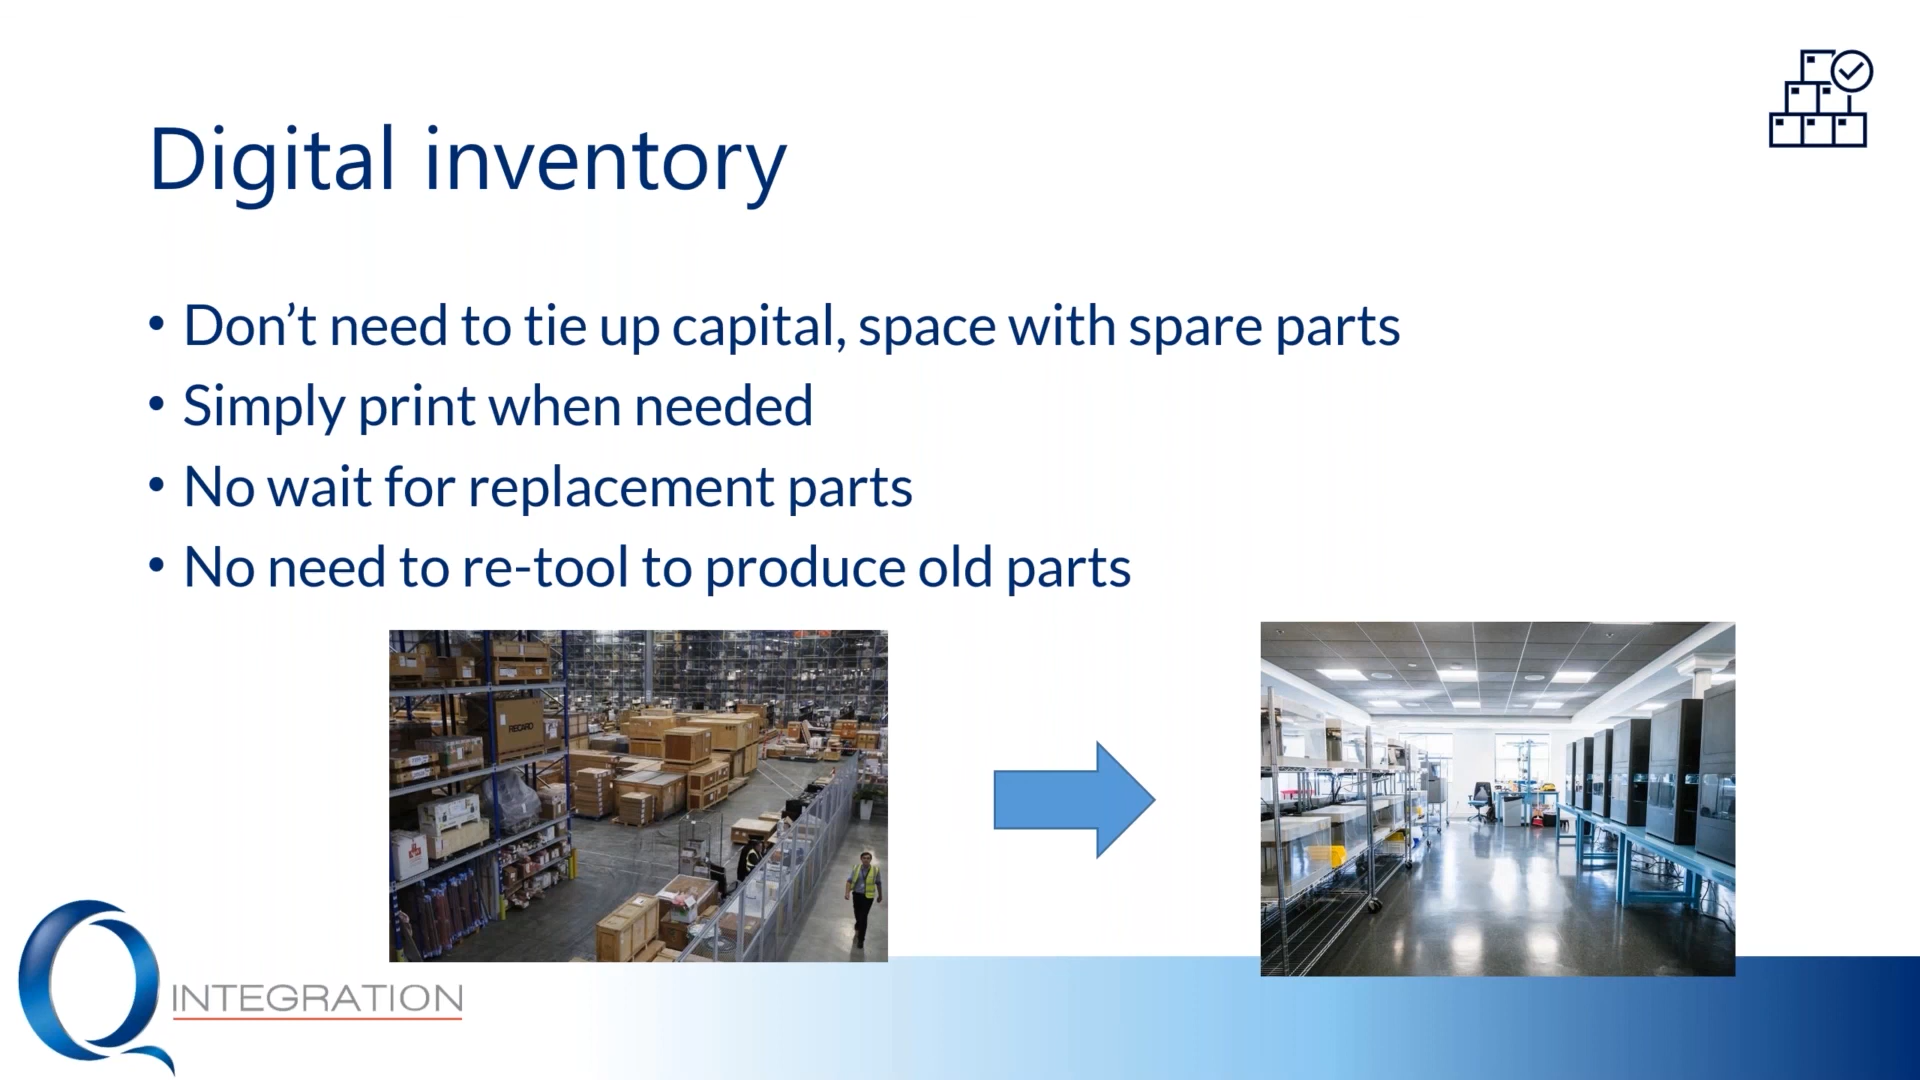 Digital inventory
• Don’t need to tie up capital, space with spare parts
• Simply print when needed
• No wait for replacement parts
• No need to re-tool to produce old parts
RECARO
Q INTEGRATION